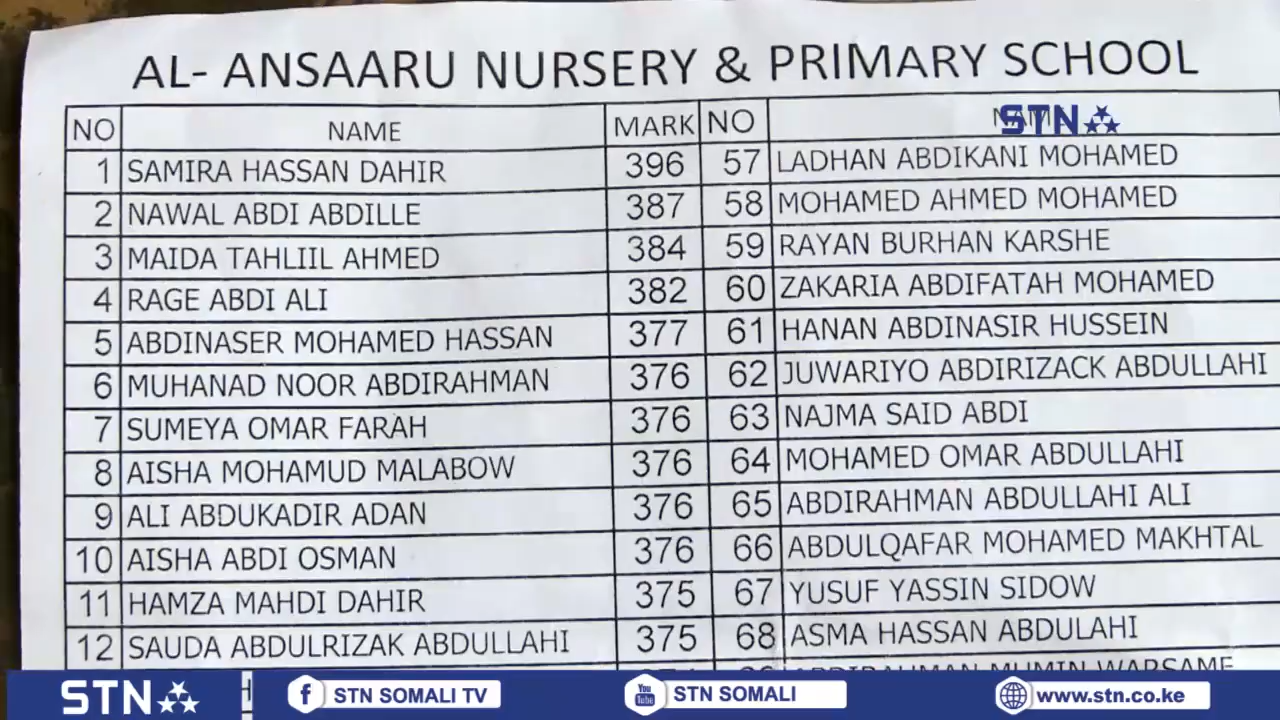 AL- ANSAARU NURSERY & PRIMARY SCHOOL
NO NAME MARK NO
STN
1 SAMIRA HASSAN DAHIR 396 57 LADHAN ABDIKANI MOHAMED
2 NAWAL ABDI ABDILLE 387 58 MOHAMED AHMED MOHAMED
3 MAIDA TAHLIIL AHMED 384 59 RAYAN BURHAN KARSHE
4 RAGE ABDI ALI 382 60 ZAKARIA ABDIFATAH MOHAMED
5 ABDINASER MOHAMED HASSAN 377 61 HANAN ABDINASIR HUSSEIN
6 MUHANAD NOOR ABDIRAHMAN 376 62 JUWARIYO ABDIRIZACK ABDULLAHI
7 SUMEYA OMAR FARAH 376 63 NAJMA SAID ABDI
8 AISHA MOHAMUD MALABOW 376 64 MOHAMED OMAR ABDULLAHI
9 ALI ABDUKADIR ADAN 376 65 ABDIRAHMAN ABDULLAHI ALI
10 AISHA ABDI OSMAN 376 66 ABDULQAFAR MOHAMED MAKHTAL
11 HAMZA MAHDI DAHIR 375 67 YUSUF YASSIN SIDOW
12 SAUDA ABDULRIZAK ABDULLAHI 375 68 ASMA HASSAN ABDULAHI
ABDIRAHMAN MUMIN WARSAME
STN STN SOMALI TV You Tube STN SOMALI www.stn.co.ke